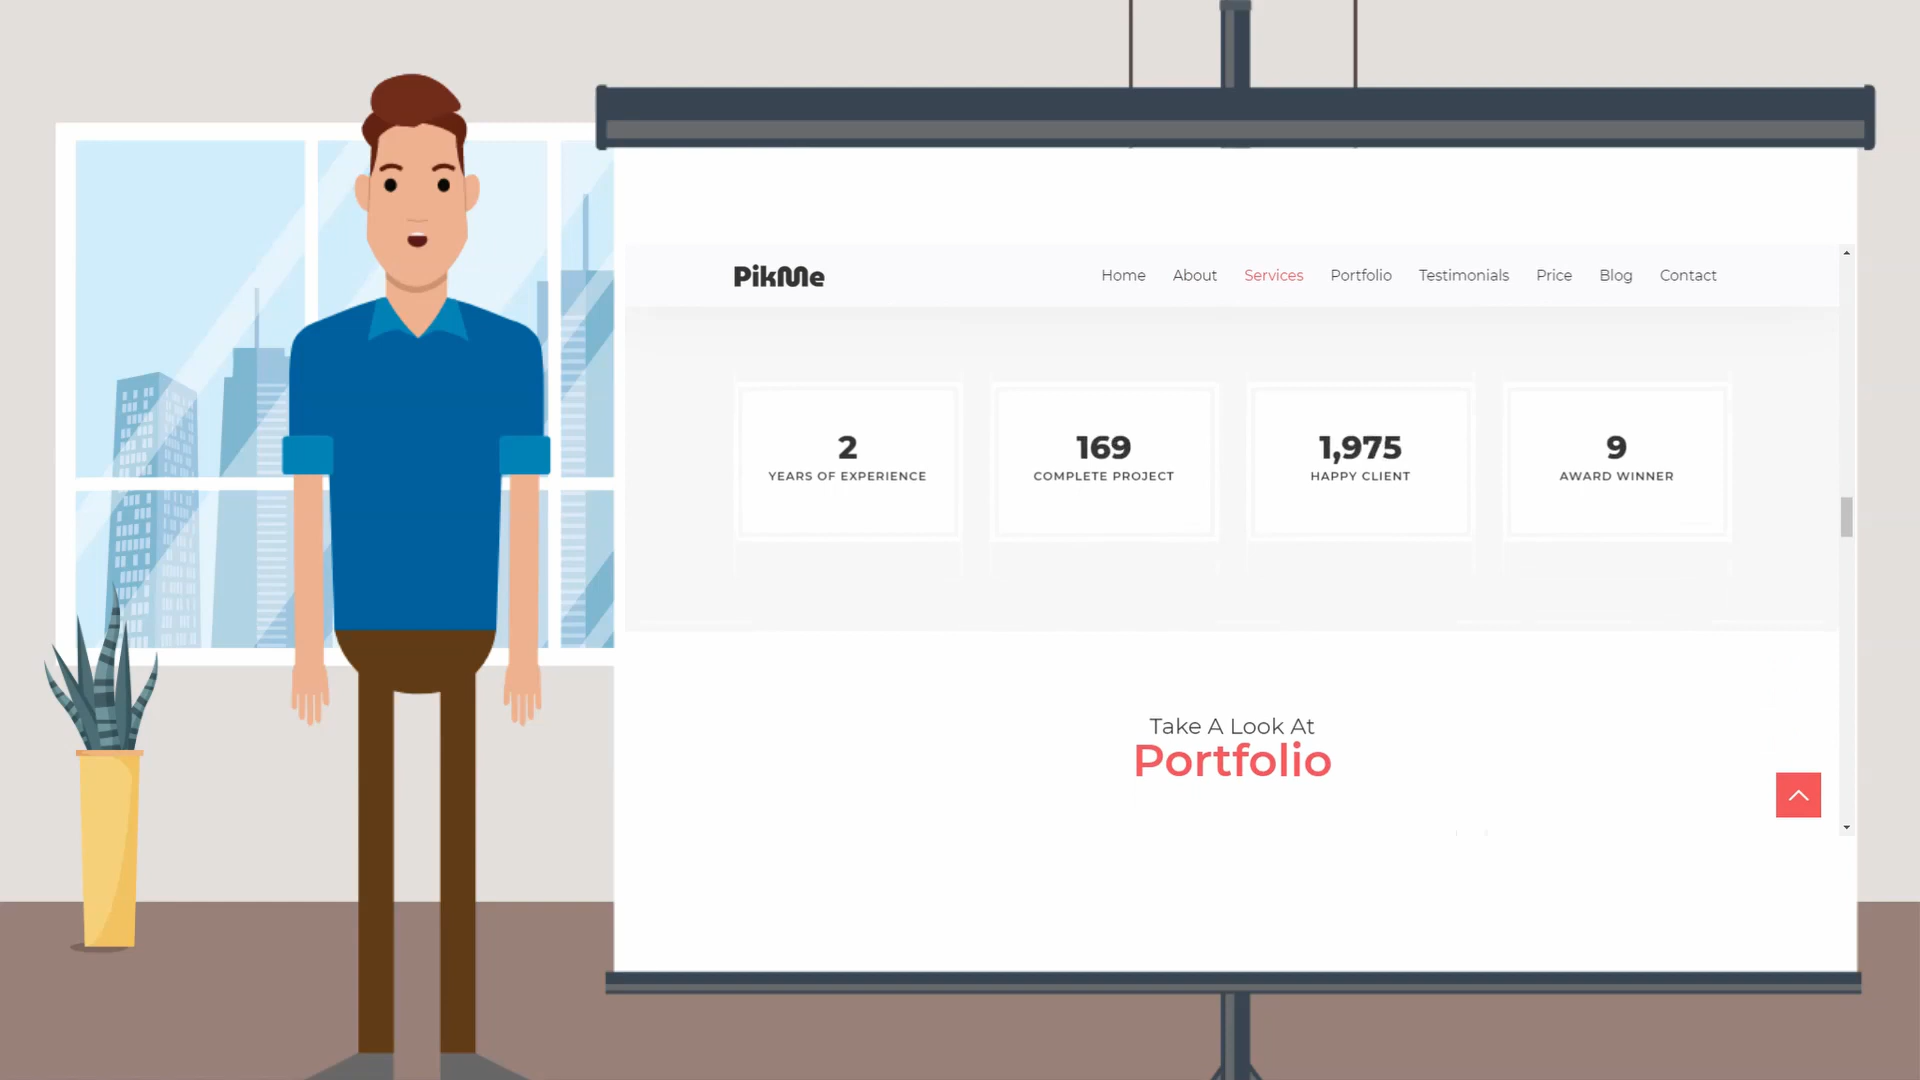 PikMe
Home About Services Portfolio Testimonials Price Blog Contact
2
YEARS OF EXPERIENCE
169
COMPLETE PROJECT
1,975
HAPPY CLIENT
9
AWARD WINNER
Take A Look At
Portfolio